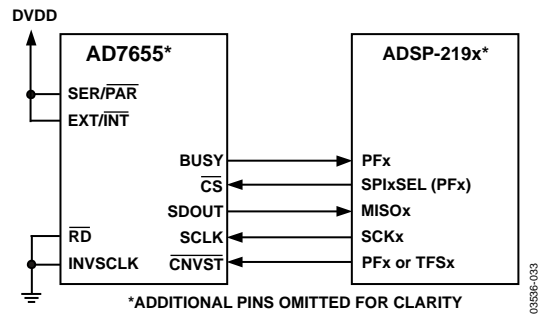 DVDD
AD7655*
ADSP-219x*
SER/PAR
EXT/INT
BUSY
PFx
CS
SPIxSEL (PFx)
SDOUT
MISOx
RD
SCLK
SCKx
INVSCLK
CNVST
PFx or TFSx
*ADDITIONAL PINS OMITTED FOR CLARITY
03536-033